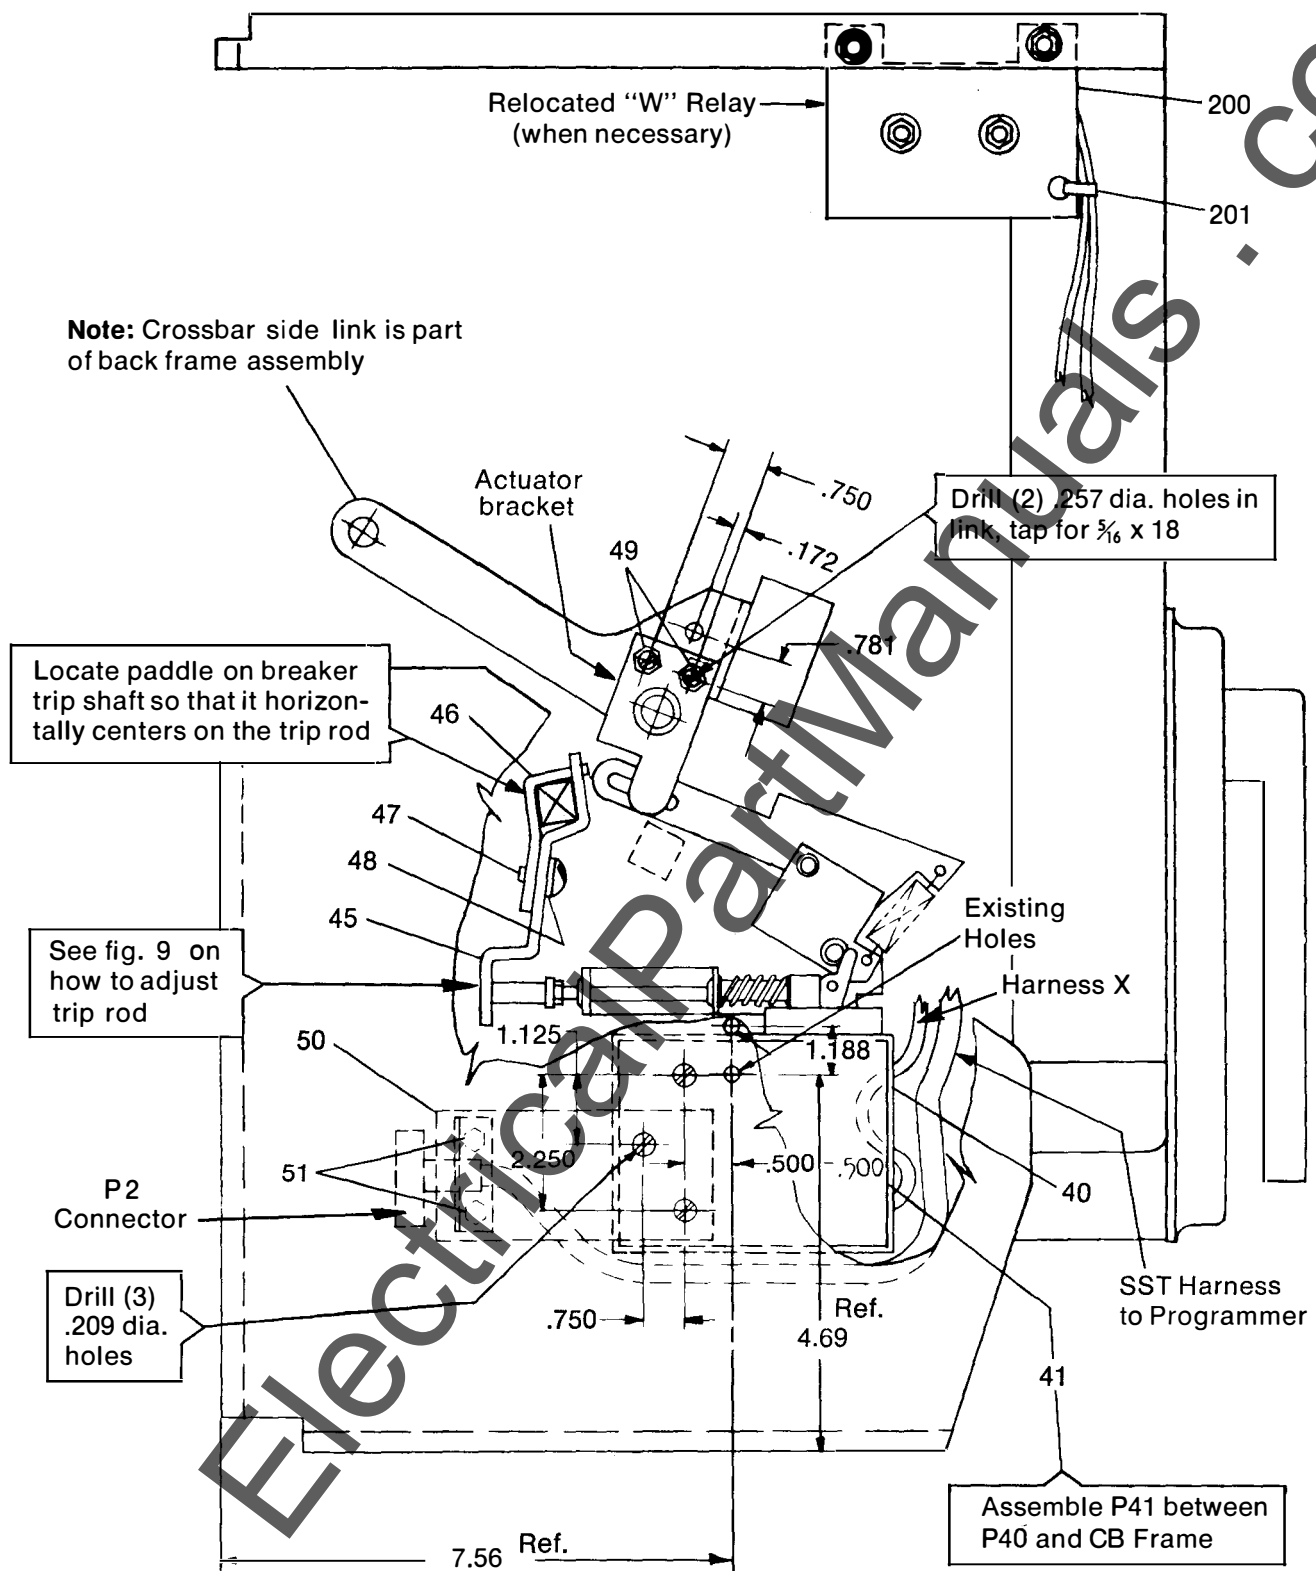 Relocated "W" Relay
(when necessary)
200
201
Note: Crossbar side link is part
of back frame assembly
Actuator
bracket
.750
.172
49
Drill (2) .257 dia. holes in
link, tap for 5/16 x 18
.781
Locate paddle on breaker
trip shaft so that it horizon-
tally centers on the trip rod
46
47
48
45
See fig. 9 on
how to adjust
trip rod
Existing
Holes
Harness X
1.125
1.188
50
2.250
.500
.500
51
P2
Connector
40
SST Harness
to Programmer
Drill (3)
.209 dia.
holes
.750
Ref.
4.69
41
Assemble P41 between
P40 and CB Frame
7.56
Ref.
ElectricalPartManuals . co